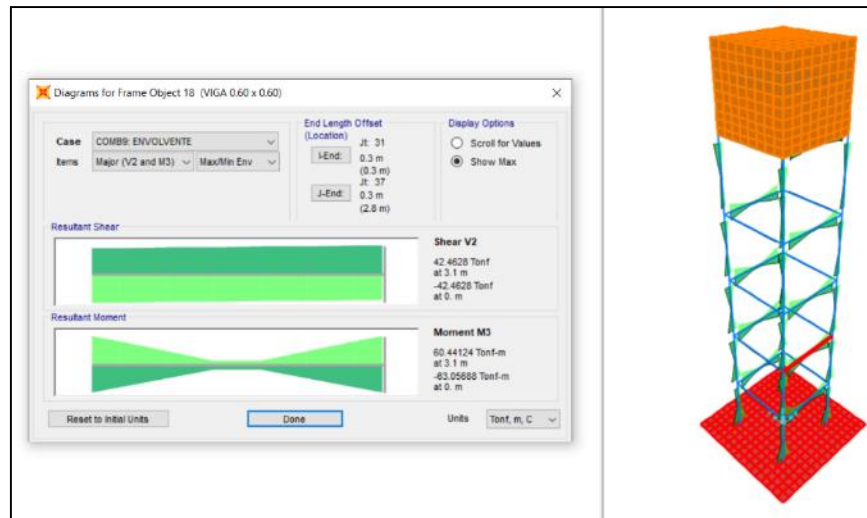 Diagrams for Frame Object 18 (VIGA 0.60 x 0.60)
Case COMB9: ENVOLVENTE
Items Major (V2 and M3) Max/Min Env
End Length Offset
(Location)
Jt: 31
I-End: 0.3 m
(0.3 m)
Jt: 37
J-End: 0.3 m
(2.8 m)
Display Options
Scroll for Values
Show Max
Resultant Shear
Shear V2
42.4628 Tonf
at 3.1 m
-42.4628 Tonf
at 0. m
Resultant Moment
Moment M3
60.44124 Tonf-m
at 3.1 m
-63.05688 Tonf-m
at 0. m
Reset to Initial Units
Done
Units Tonf, m, C